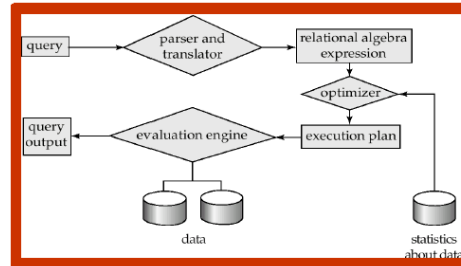 query
parser and
translator
relational algebra
expression
optimizer
query
output
evaluation engine
execution plan
data
statistics
about data